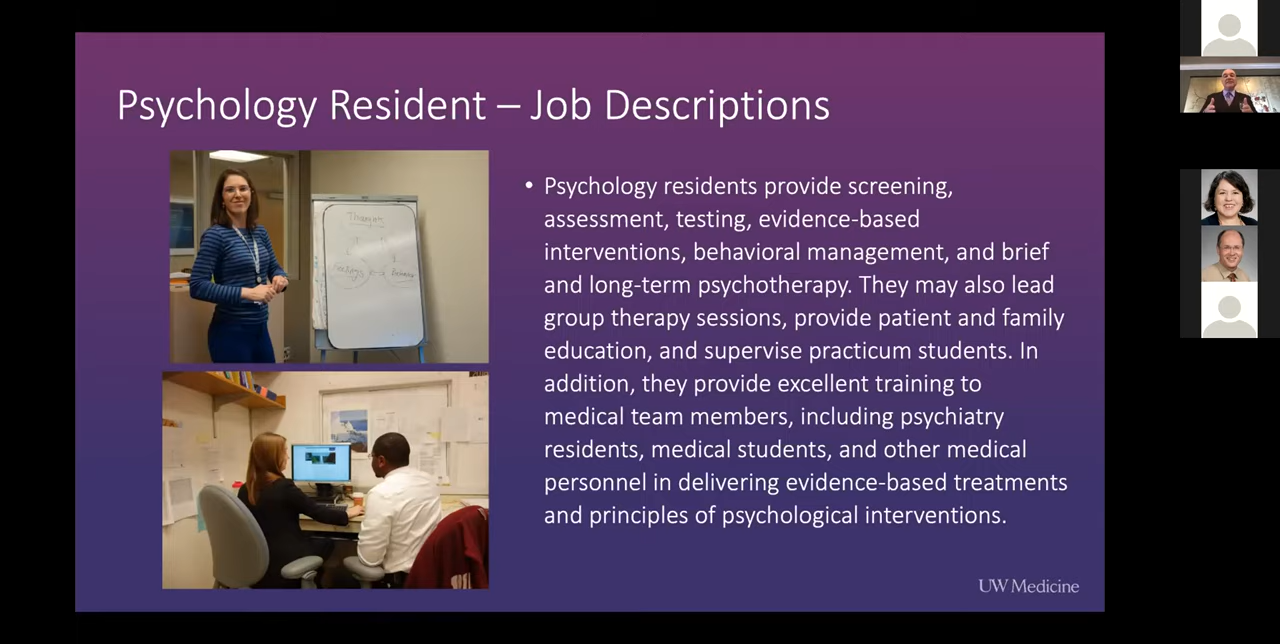 Psychology Resident – Job Descriptions
Thoughts
Feelings
Behavior
• Psychology residents provide screening,
assessment, testing, evidence-based
interventions, behavioral management, and brief
and long-term psychotherapy. They may also lead
group therapy sessions, provide patient and family
education, and supervise practicum students. In
addition, they provide excellent training to
medical team members, including psychiatry
residents, medical students, and other medical
personnel in delivering evidence-based treatments
and principles of psychological interventions.
UW Medicine